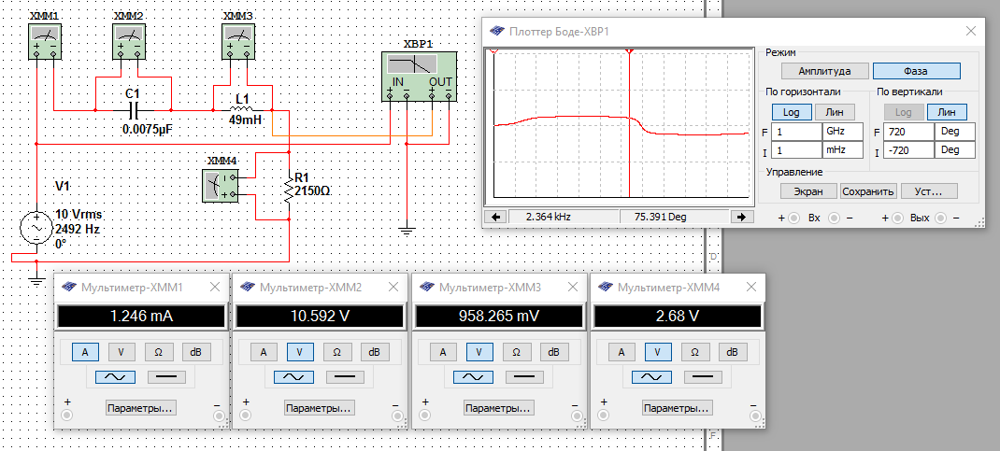 XMM1
XMM2
XMM3
C1
0.0075µF
L1
49mH
XBP1
IN
OUT
XMM4
R1
2150Ω
V1
10 Vrms
2492 Hz
0°
Плоттер Боде-XBP1
Режим
Амплитуда
Фаза
По горизонтали
По вертикали
Log
Лин
Log
Лин
F
1
GHz
F
720
Deg
I
1
mHz
I
-720
Deg
Управление
Экран
Сохранить
Уст...
2.364 kHz
75.391 Deg
+
Вх
−
+
Вых
−
D
Мультиметр-XMM1
1.246 mA
A
V
Ω
dB
+
Параметры...
−
Мультиметр-XMM2
10.592 V
A
V
Ω
dB
+
Параметры...
−
Мультиметр-XMM3
958.265 mV
A
V
Ω
dB
+
Параметры...
−
Мультиметр-XMM4
2.68 V
A
V
Ω
dB
+
Параметры...
−
F